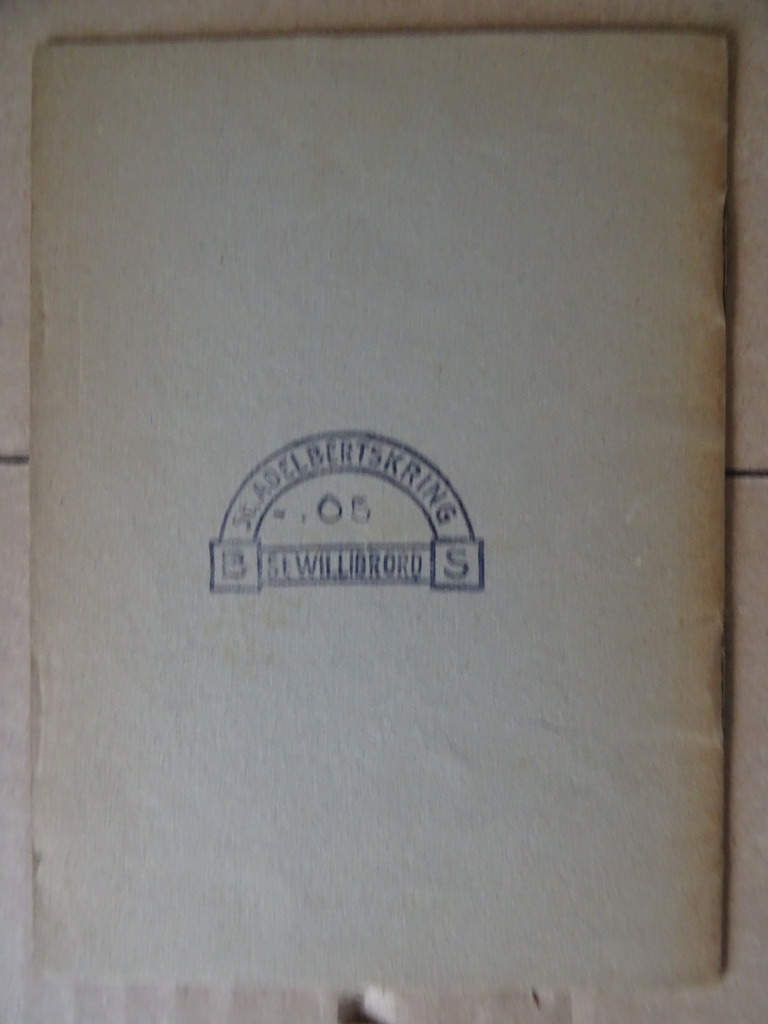 St. ADELBERTSKRING
-.05
B St WILLIBRORD S